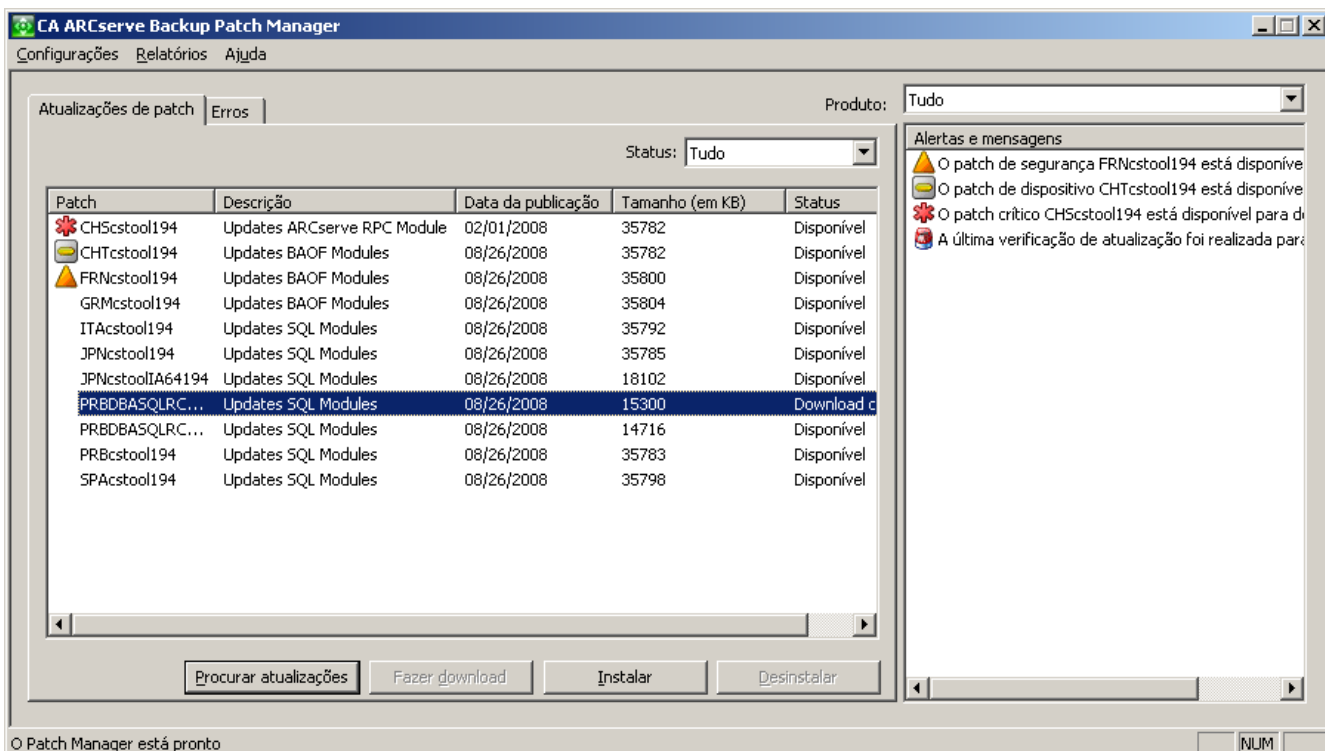 CA ARCserve Backup Patch Manager
Configurações Relatórios Ajuda
Atualizações de patch Erros
Produto: Tudo
Status: Tudo
Patch Descrição Data da publicação Tamanho (em KB) Status
CHScstool194 Updates ARCserve RPC Module 02/01/2008 35782 Disponível
CHTcstool194 Updates BAOF Modules 08/26/2008 35782 Disponível
FRNcstool194 Updates BAOF Modules 08/26/2008 35800 Disponível
GRMcstool194 Updates BAOF Modules 08/26/2008 35804 Disponível
ITAcstool194 Updates SQL Modules 08/26/2008 35792 Disponível
JPNcstool194 Updates SQL Modules 08/26/2008 35785 Disponível
JPNcstoolIA64194 Updates SQL Modules 08/26/2008 18102 Disponível
PRBDBASQLRC... Updates SQL Modules 08/26/2008 15300 Download c
PRBDBASQLRC... Updates SQL Modules 08/26/2008 14716 Disponível
PRBcstool194 Updates SQL Modules 08/26/2008 35783 Disponível
SPAcstool194 Updates SQL Modules 08/26/2008 35798 Disponível
Procurar atualizações Fazer download Instalar Desinstalar
Alertas e mensagens
O patch de segurança FRNcstool194 está disponíve
O patch de dispositivo CHTcstool194 está disponíve
O patch crítico CHScstool194 está disponível para d
A última verificação de atualização foi realizada para
O Patch Manager está pronto
NUM